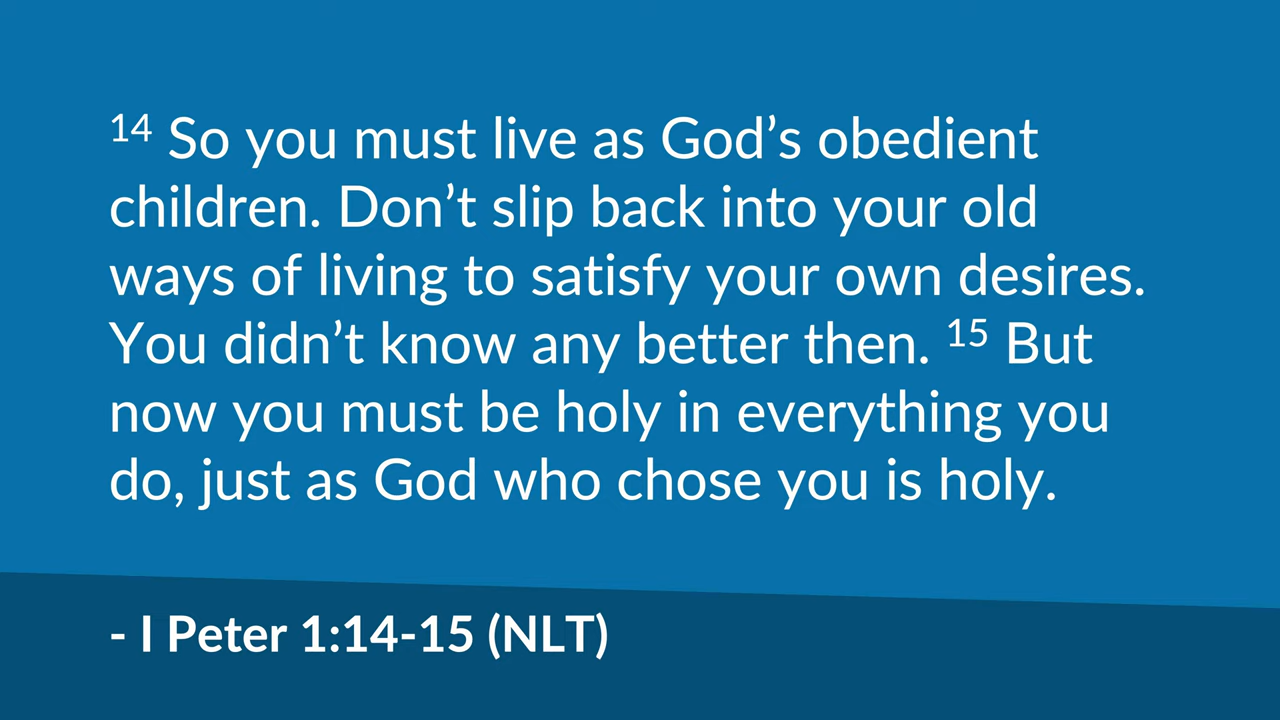 14 So you must live as God’s obedient
children. Don’t slip back into your old
ways of living to satisfy your own desires.
You didn’t know any better then. 15 But
now you must be holy in everything you
do, just as God who chose you is holy.
- I Peter 1:14-15 (NLT)